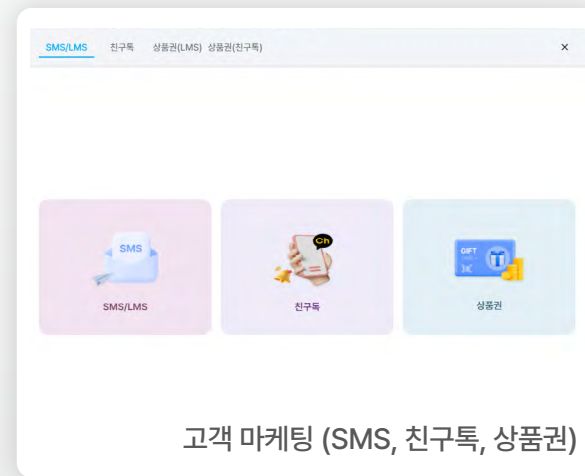 SMS/LMS 친구톡 상품권(LMS) 상품권(친구톡) ×
SMS
Ch
GIFT
SMS/LMS
친구톡
상품권
고객 마케팅 (SMS, 친구톡, 상품권)